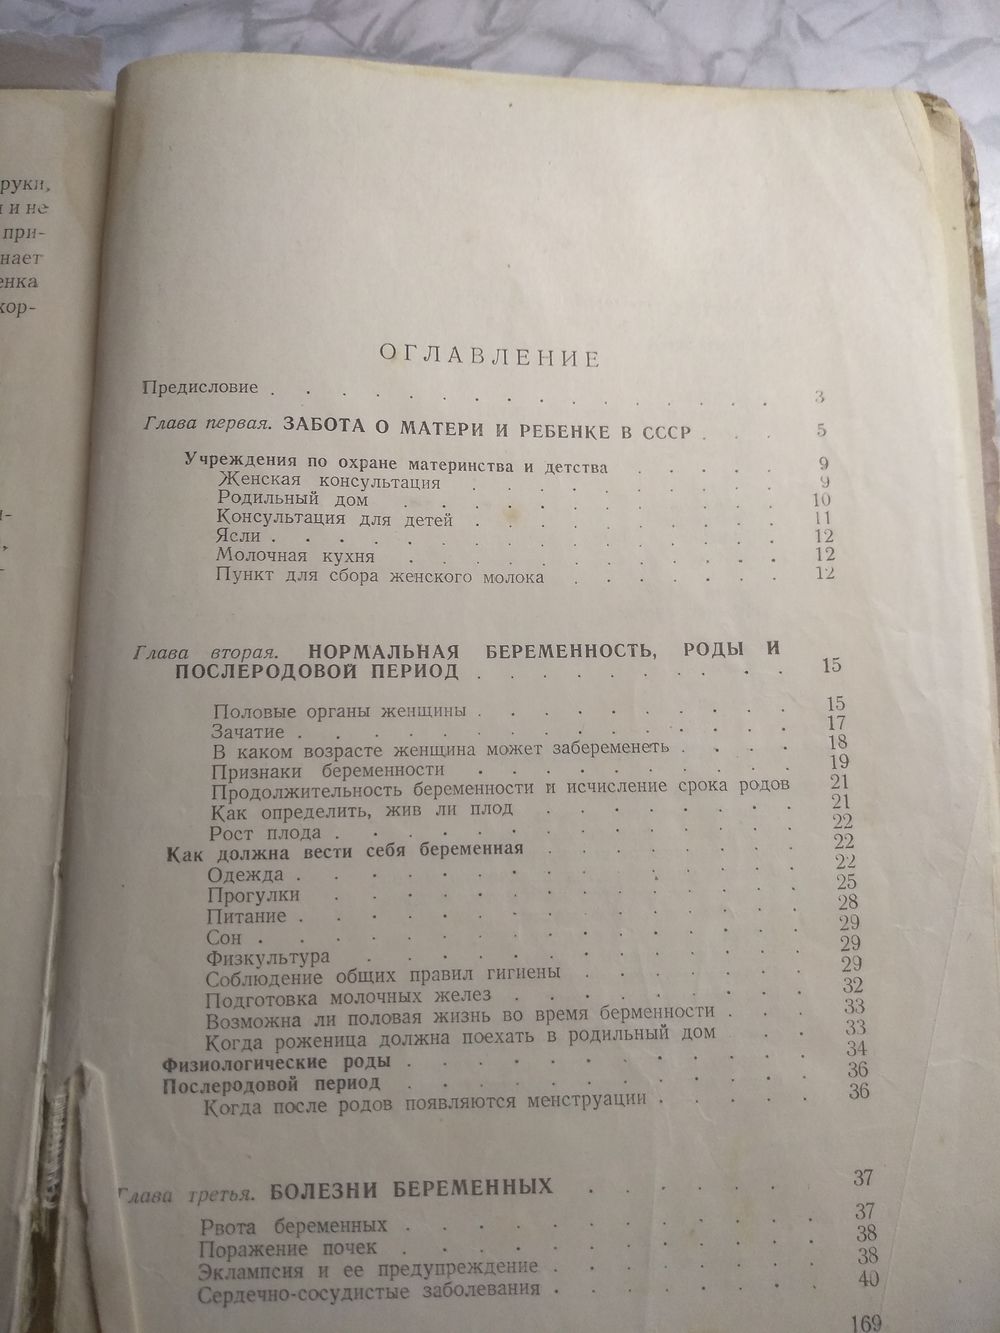 руки,
и не
при-
нает
енка
кор-
ОГЛАВЛЕНИЕ
Предисловие . . . . . . . . . . . . . 3
Глава первая. ЗАБОТА О МАТЕРИ И РЕБЕНКЕ В СССР . . . 5
Учреждения по охране материнства и детства . . . . . 9
Женская консультация . . . . . . . . . 9
Родильный дом . . . . . . . . . . . 10
Консультация для детей . . . . . . . . . 11
Ясли . . . . . . . . . . . . . 12
Молочная кухня . . . . . . . . . . . 12
Пункт для сбора женского молока . . . . . . 12
Глава вторая. НОРМАЛЬНАЯ БЕРЕМЕННОСТЬ, РОДЫ И
ПОСЛЕРОДОВОЙ ПЕРИОД . . . . . . . . . 15
Половые органы женщины . . . . . . . . . 15
Зачатие . . . . . . . . . . . . . 17
В каком возрасте женщина может забеременеть . . . . 18
Признаки беременности . . . . . . . . . 19
Продолжительность беременности и исчисление срока родов 21
Как определить, жив ли плод . . . . . . . . 21
Рост плода . . . . . . . . . . . . 22
Как должна вести себя беременная . . . . . . . . 22
Одежда . . . . . . . . . . . . . 22
Прогулки . . . . . . . . . . . . 25
Питание . . . . . . . . . . . . . 28
Сон . . . . . . . . . . . . . . 29
Физкультура . . . . . . . . . . . 29
Соблюдение общих правил гигиены . . . . . . 29
Подготовка молочных желез . . . . . . . . 32
Возможна ли половая жизнь во время берменности . . . 33
Когда роженица должна поехать в родильный дом . . . 33
Физиологические роды . . . . . . . . . . 34
Послеродовой период . . . . . . . . . . 36
Когда после родов появляются менструации . . . . . 36
Глава третья. БОЛЕЗНИ БЕРЕМЕННЫХ . . . . . . 37
Рвота беременных . . . . . . . . . . . 37
Поражение почек . . . . . . . . . . . 38
Эклампсия и ее предупреждение . . . . . . . 38
Сердечно-сосудистые заболевания . . . . . . . 40
169